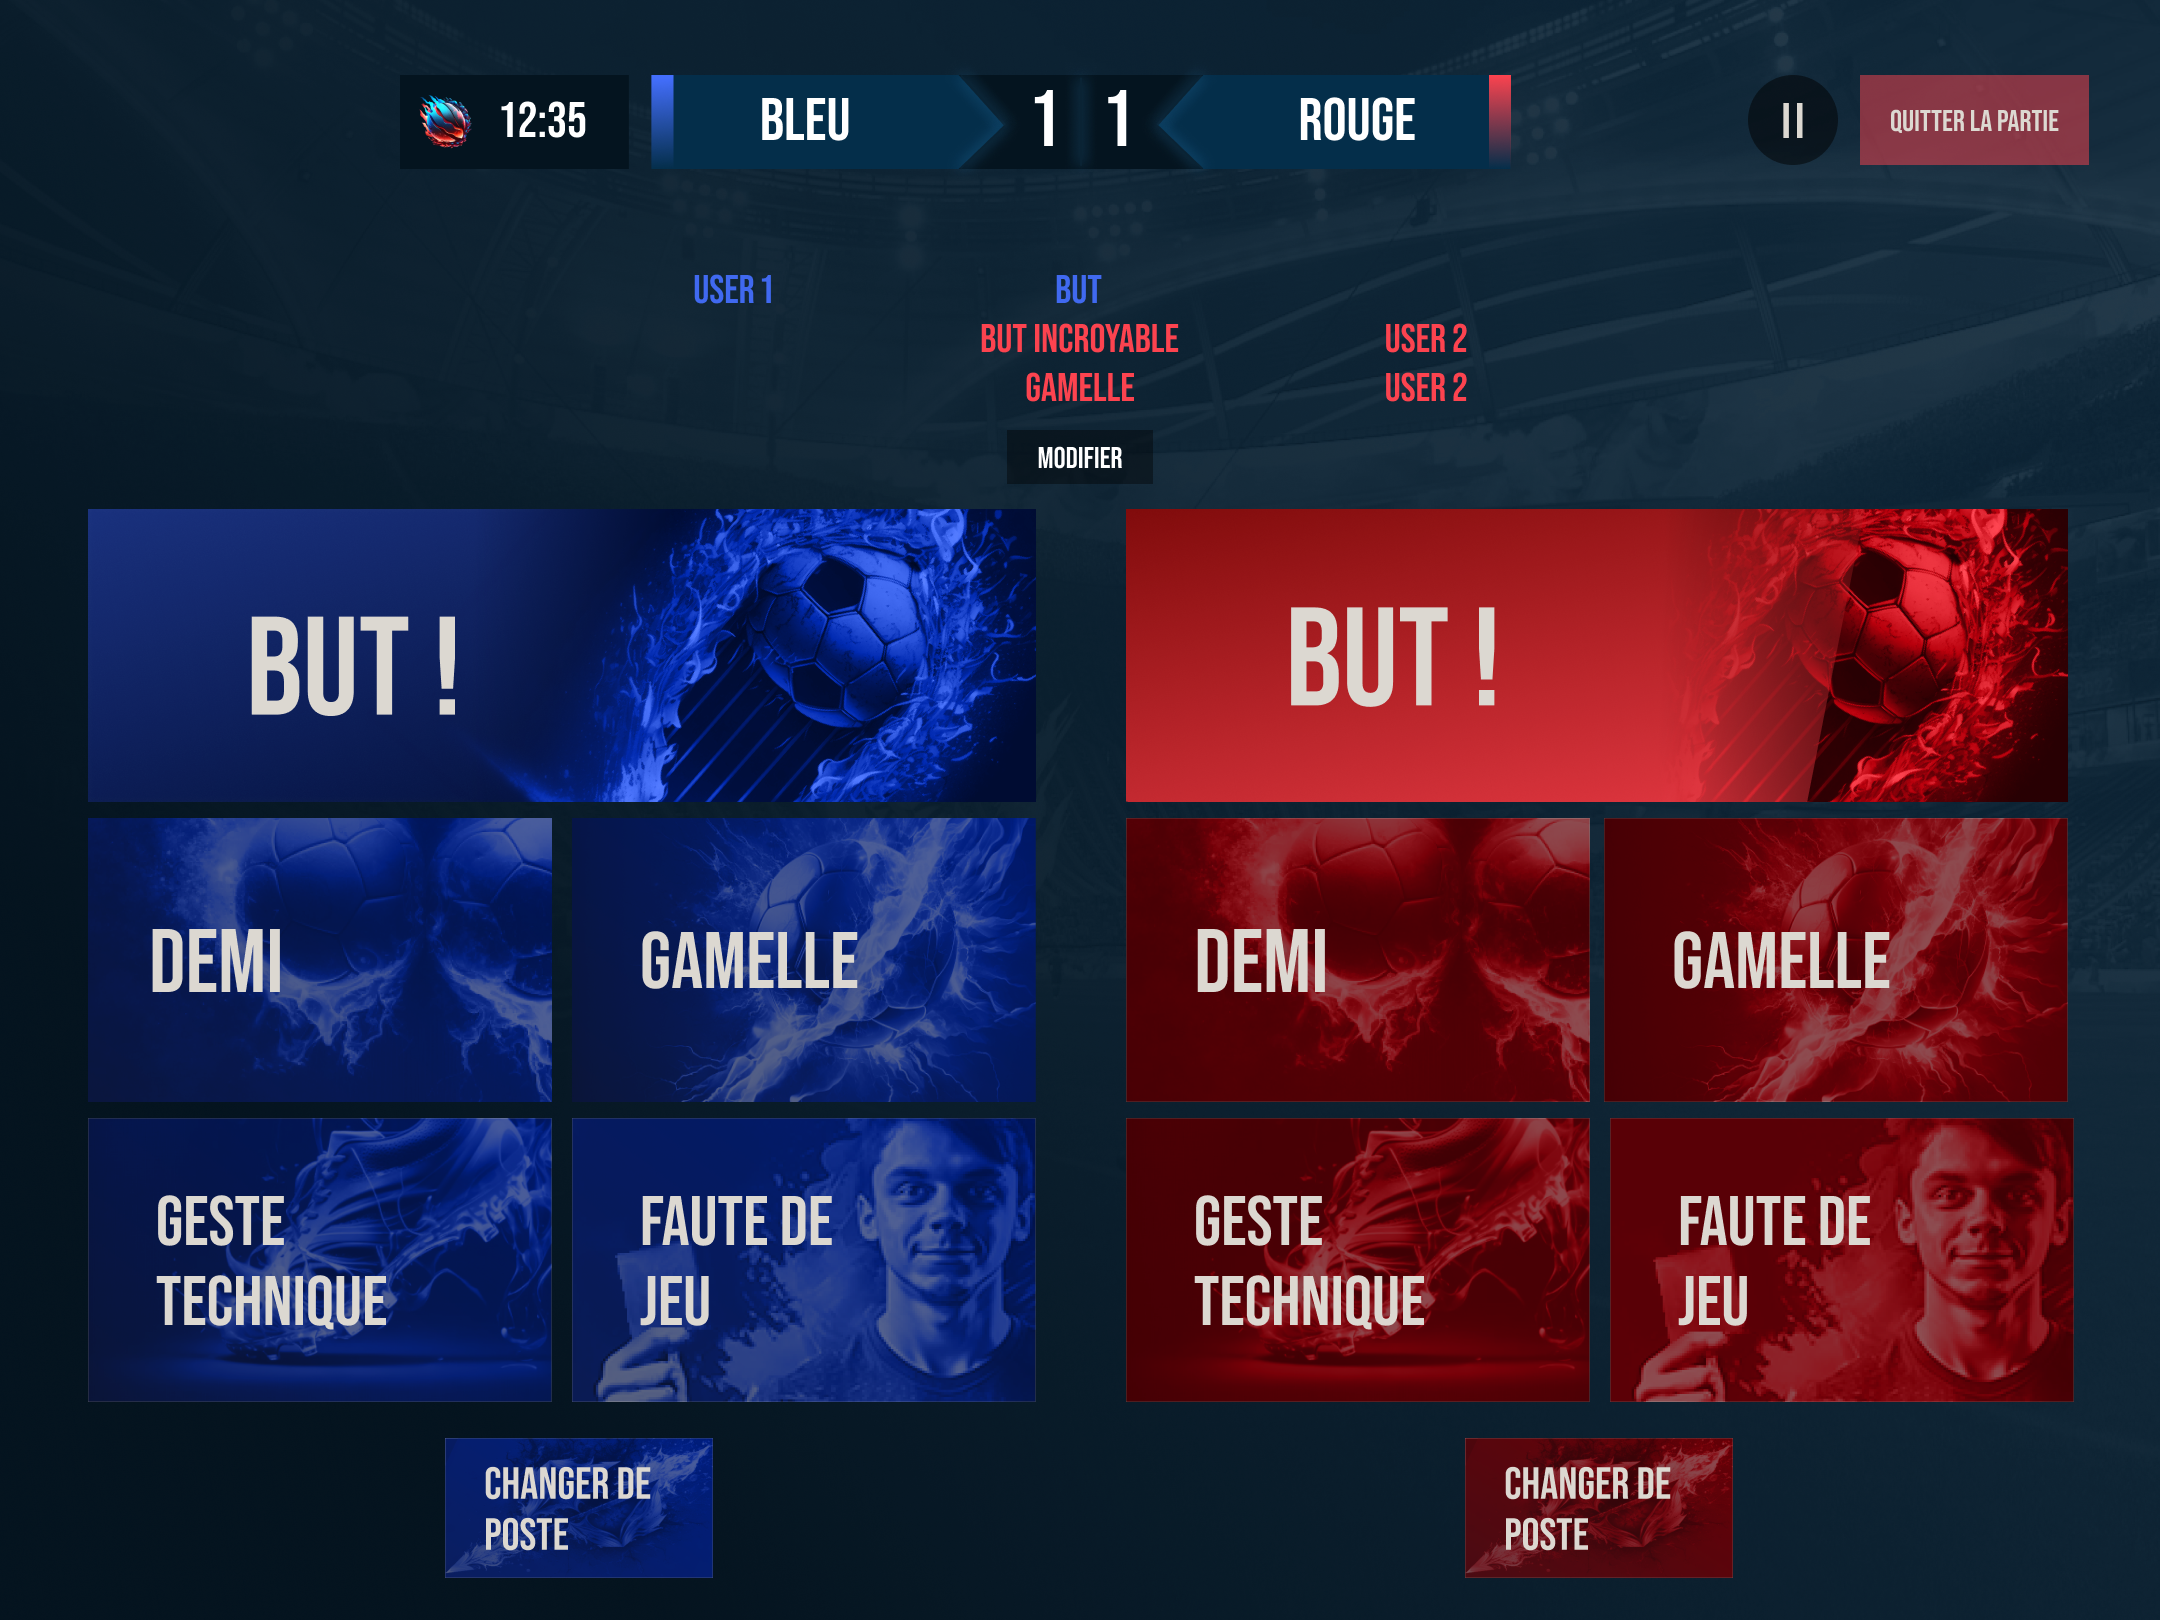 12:35
BLEU
1 1
ROUGE
QUITTER LA PARTIE
USER 1
BUT
BUT INCROYABLE
USER 2
GAMELLE
USER 2
MODIFIER
BUT !
BUT !
DEMI
GAMELLE
DEMI
GAMELLE
GESTE
TECHNIQUE
FAUTE DE
JEU
GESTE
TECHNIQUE
FAUTE DE
JEU
CHANGER DE
POSTE
CHANGER DE
POSTE